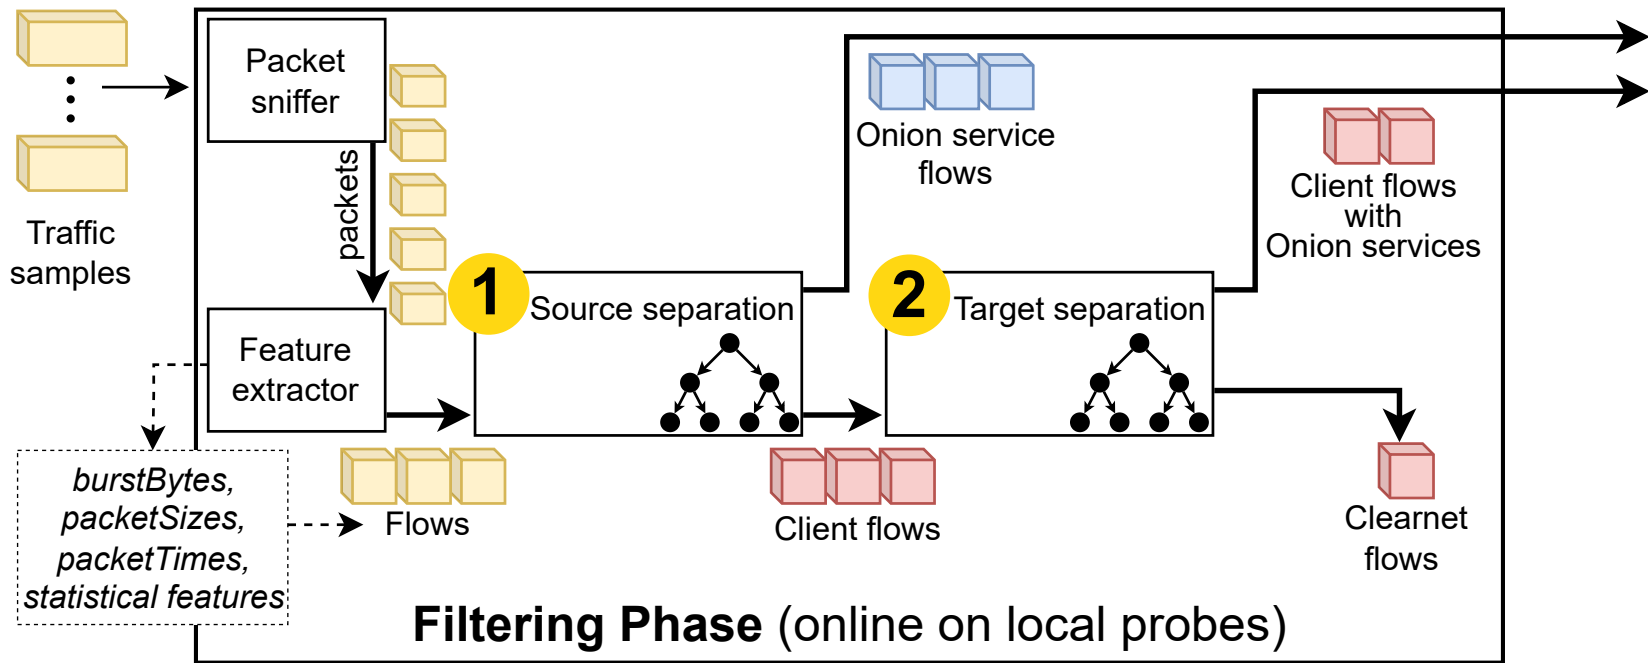 Traffic
samples
Packet
sniffer
packets
Feature
extractor
burstBytes,
packetSizes,
packetTimes,
statistical features
Flows
1
Source separation
Client flows
Onion service
flows
2
Target separation
Client flows
with
Onion services
Clearnet
flows
Filtering Phase (online on local probes)